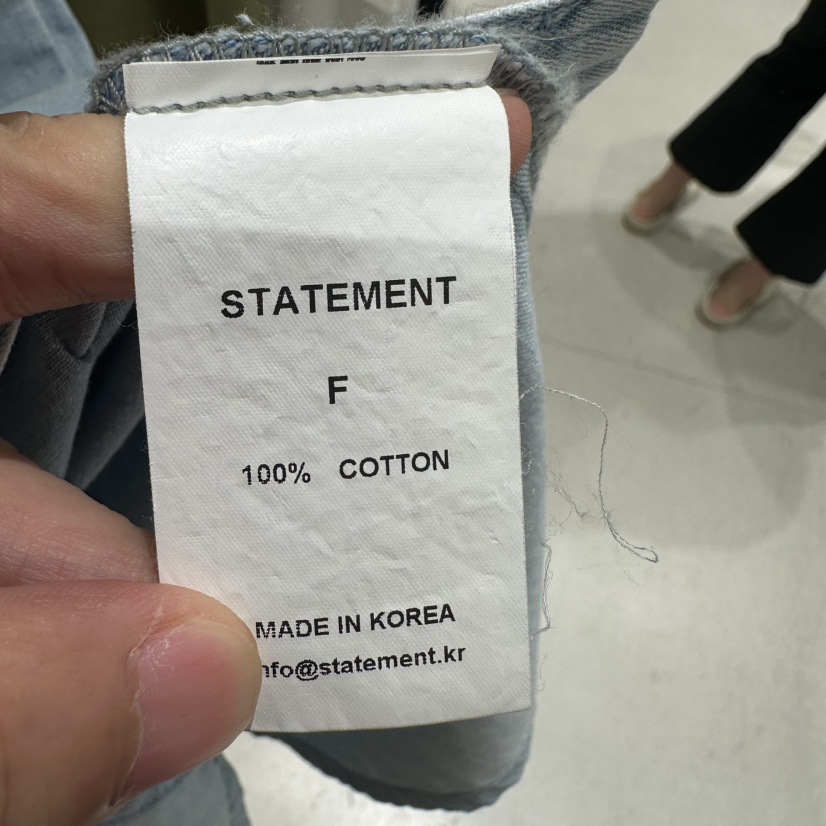 STATEMENT
F
100% COTTON
MADE IN KOREA
nfo@statement.kr